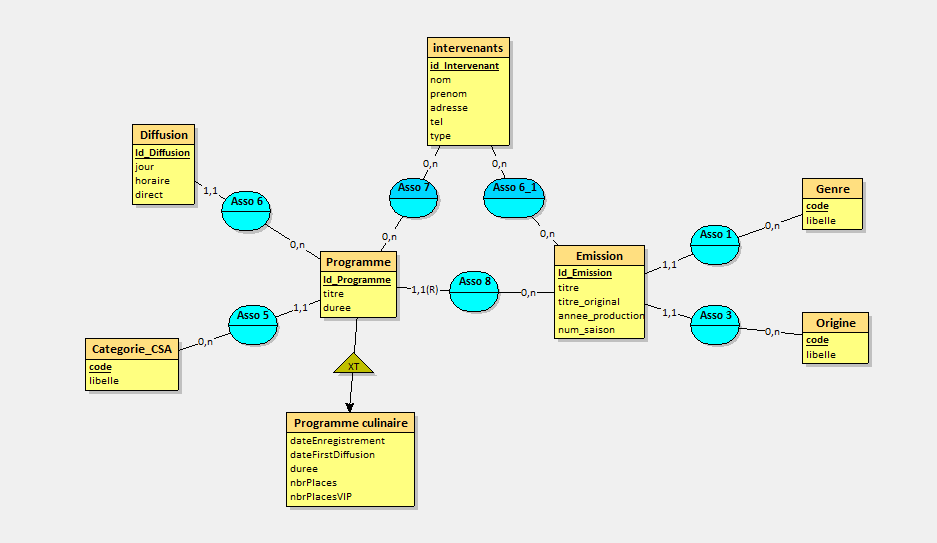 intervenants
id_Intervenant
nom
prenom
adresse
tel
type
Diffusion
Id_Diffusion
jour
horaire
direct
1,1
Asso 6
0,n
0,n
Asso 7
0,n
0,n
Asso 6_1
0,n
Genre
code
libelle
Asso 1
0,n
1,1
Programme
Id_Programme
titre
duree
1,1(R)
Asso 8
0,n
Emission
Id_Emission
titre
titre_original
annee_production
num_saison
1,1
Asso 3
0,n
Origine
code
libelle
1,1
Asso 5
0,n
Categorie_CSA
code
libelle
XT
Programme culinaire
dateEnregistrement
dateFirstDiffusion
duree
nbrPlaces
nbrPlacesVIP